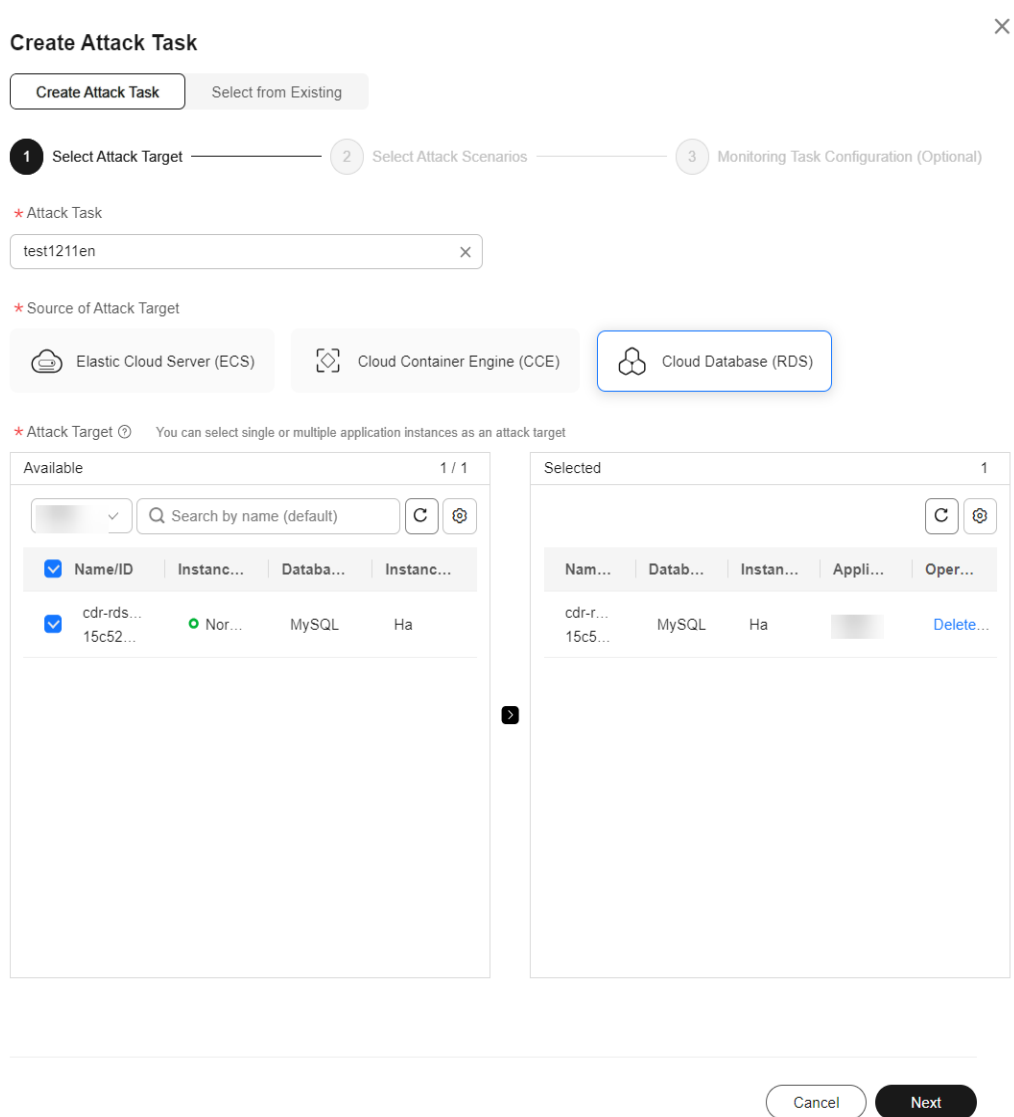 Create Attack Task
Create Attack Task Select from Existing
1 Select Attack Target 2 Select Attack Scenarios 3 Monitoring Task Configuration (Optional)
* Attack Task
test1211en
* Source of Attack Target
Elastic Cloud Server (ECS) Cloud Container Engine (CCE) Cloud Database (RDS)
* Attack Target You can select single or multiple application instances as an attack target
Available 1 / 1 Selected 1
Search by name (default)
Name/ID Instanc... Databa... Instanc... Nam... Datab... Instan... Appli... Oper...
cdr-rds... Nor... MySQL Ha cdr-r... MySQL Ha Delete...
15c52... 15c5...
Cancel Next